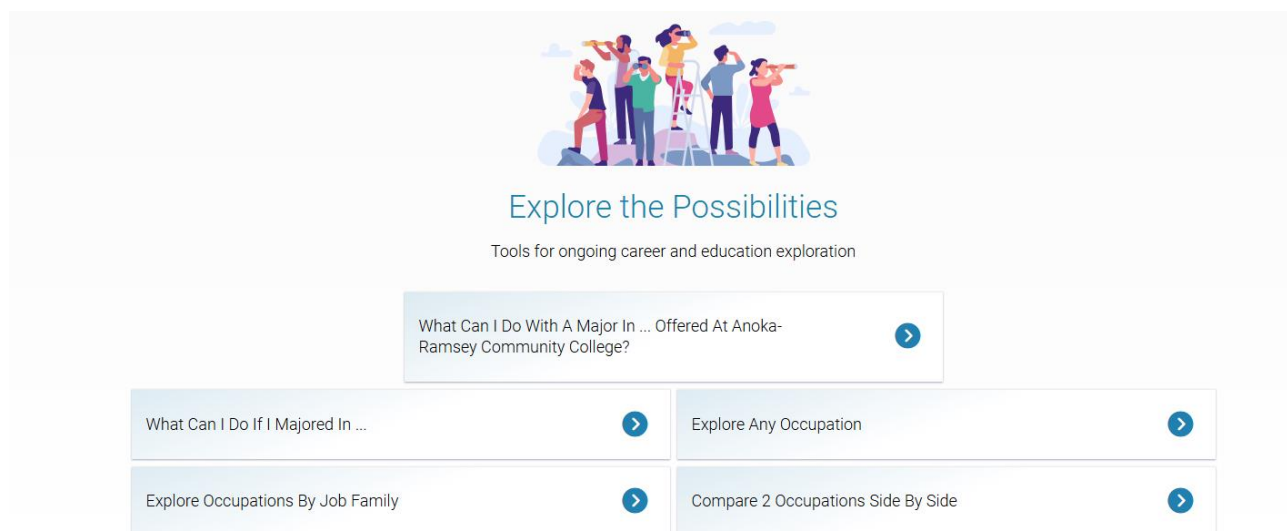 Explore the Possibilities
Tools for ongoing career and education exploration
What Can I Do With A Major In ... Offered At Anoka-
Ramsey Community College?
What Can I Do If I Majored In ...
Explore Any Occupation
Explore Occupations By Job Family
Compare 2 Occupations Side By Side